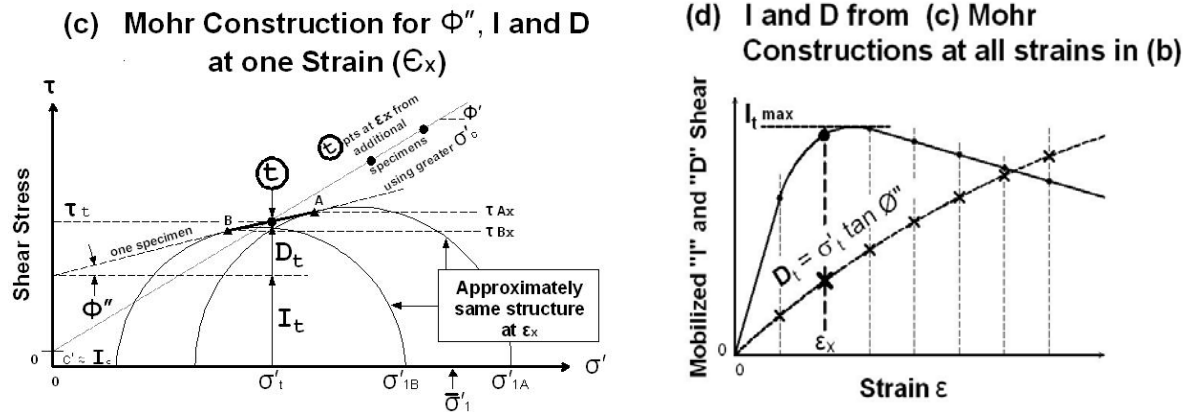 (c) Mohr Construction for Φ", I and D
at one Strain (Єx)
τ
Shear Stress
τt
0
0
one specimen
Φ"
c' ≈ Ic
B
A
t
Dt
It
t pts at εx from
additional
specimens
using greater σ'c
Φ'
τAx
τBx
Approximately
same structure
at εx
σ't
σ'1B
σ̄'1
σ'1A
σ'
(d) I and D from (c) Mohr
Constructions at all strains in (b)
Mobilized "I" and "D" Shear
It max
Dt = σ't tan Ø"
0
0
εx
Strain ε